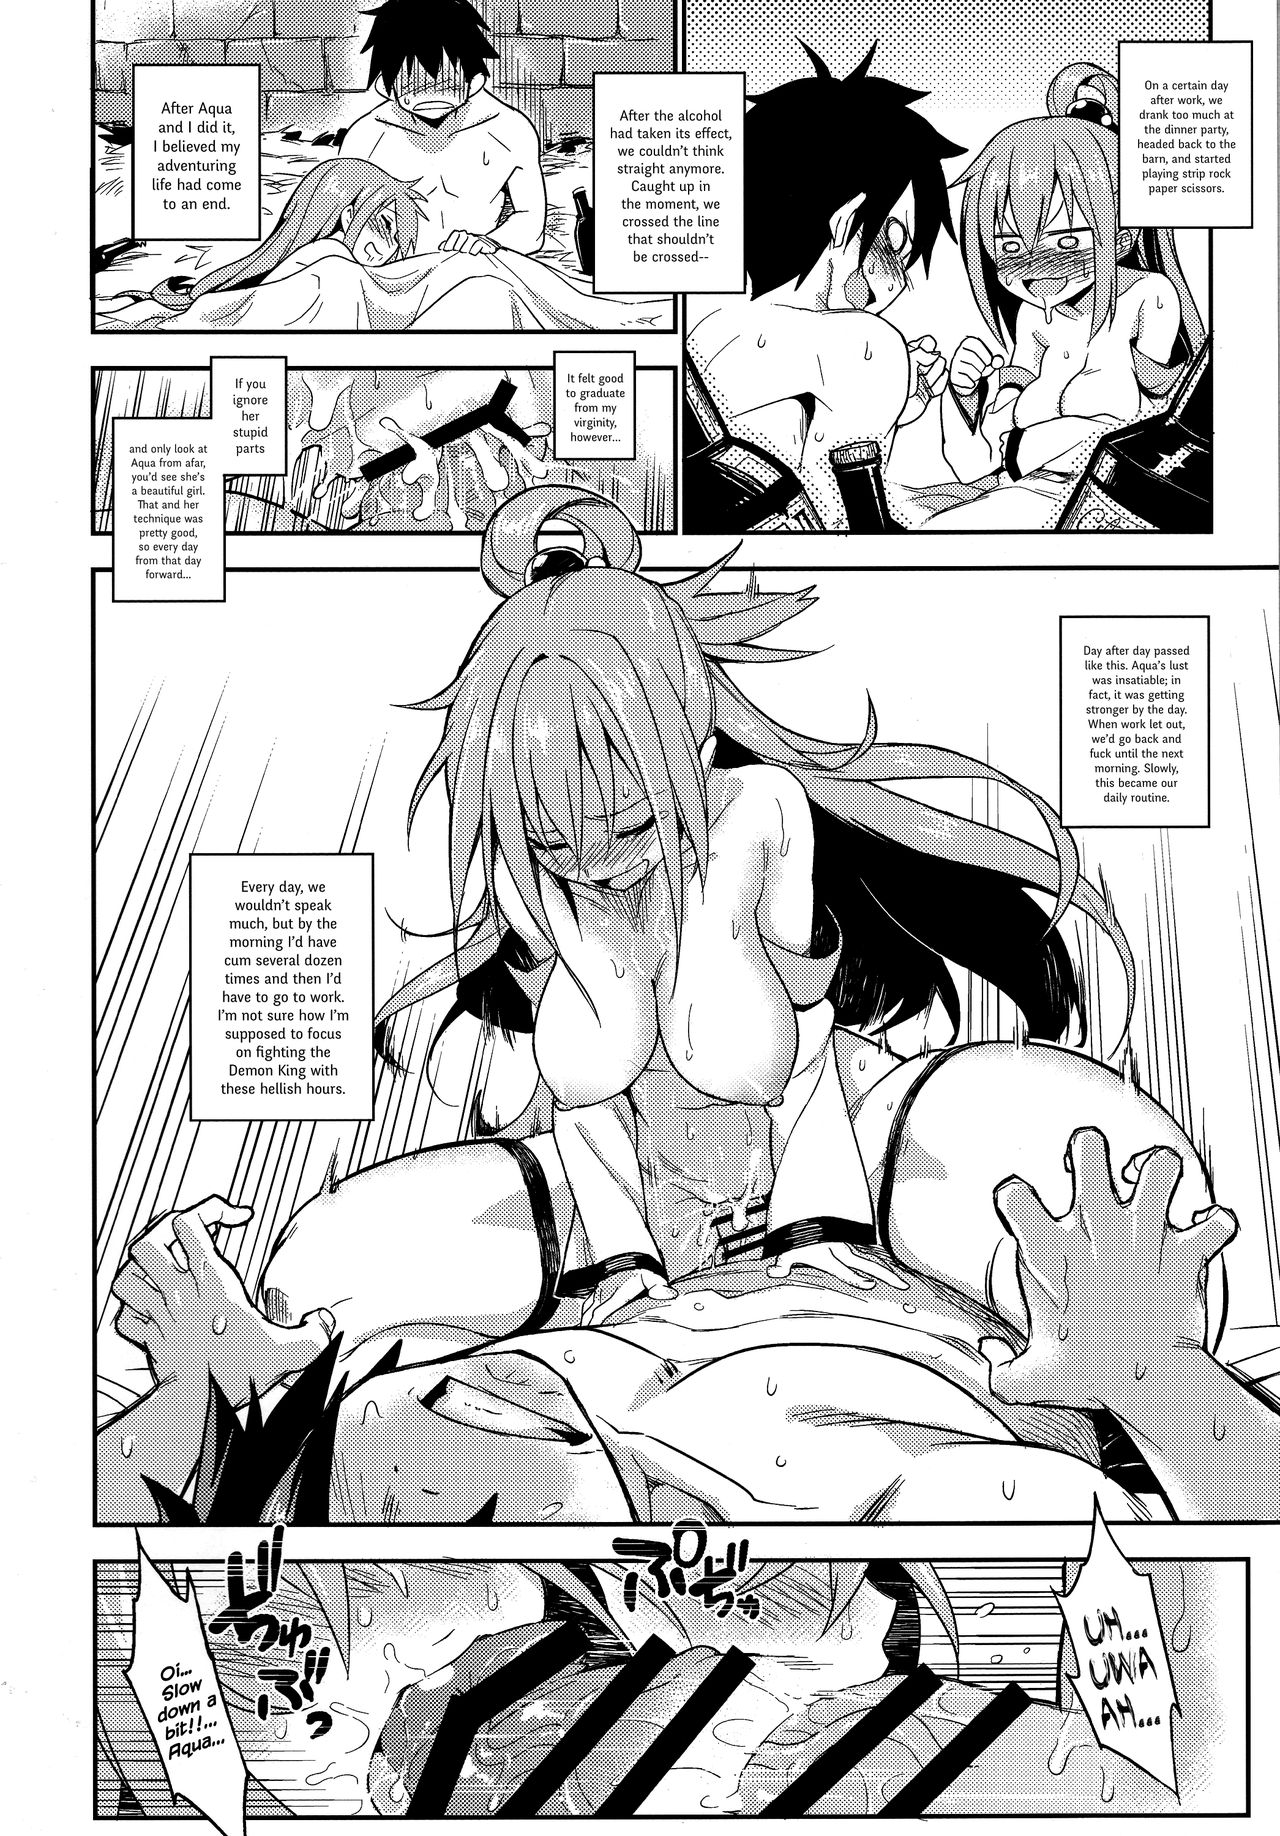 On a certain day
after work, we
drank too much at
the dinner party,
headed back to the
barn, and started
playing strip rock
paper scissors.
After the alcohol
had taken its effect,
we couldn't think
straight anymore.
Caught up in
the moment, we
crossed the line
that shouldn't
be crossed--
After Aqua
and I did it,
I believed my
adventuring
life had come
to an end.
It felt good
to graduate
from my
virginity,
however...
If you
ignore
her
stupid
parts
and only look at
Aqua from afar,
you'd see she's
a beautiful girl.
That and her
technique was
pretty good,
so every day
from that day
forward...
Day after day passed
like this. Aqua's lust
was insatiable; in
fact, it was getting
stronger by the day.
When work let out,
we'd go back and
fuck until the next
morning. Slowly,
this became our
daily routine.
Every day, we
wouldn't speak
much, but by the
morning I'd have
cum several dozen
times and then I'd
have to go to work.
I'm not sure how I'm
supposed to focus
on fighting the
Demon King with
these hellish hours.
UH...
UWA
AH...
ぷぢゅ
ぢゅぶっ
Oi...
Slow
down a
bit!!...
Aqua...